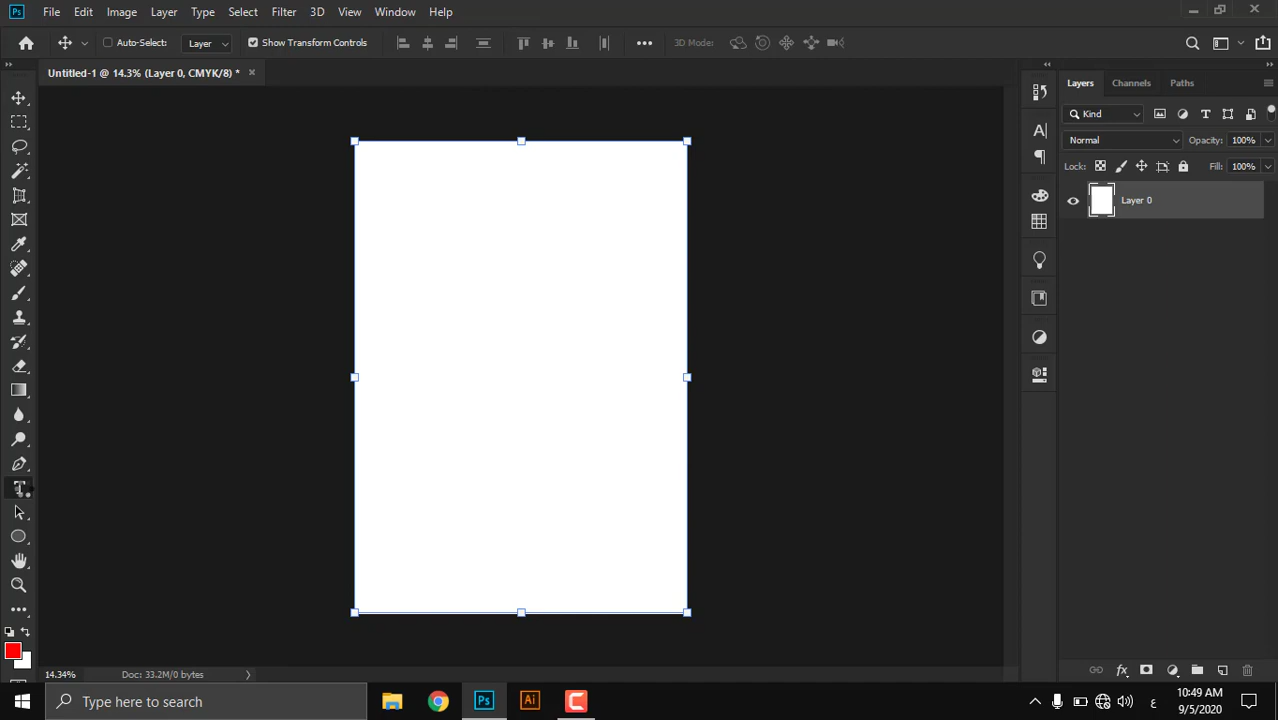 Ps File Edit Image Layer Type Select Filter 3D View Window Help
Auto-Select: Layer Show Transform Controls 3D Mode:
Untitled-1 @ 14.3% (Layer 0, CMYK/8) *
Layers Channels Paths
Kind
Normal Opacity: 100%
Lock: Fill: 100%
Layer 0
14.34% Doc: 33.2M/0 bytes
Type here to search
Ps Ai
ع
10:49 AM
9/5/2020